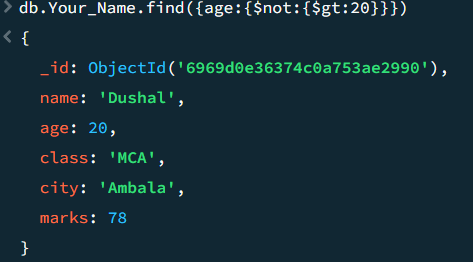 > db.Your_Name.find({age:{$not:{$gt:20}}})
< {
_id: ObjectId('6969d0e36374c0a753ae2990'),
name: 'Dushal',
age: 20,
class: 'MCA',
city: 'Ambala',
marks: 78
}